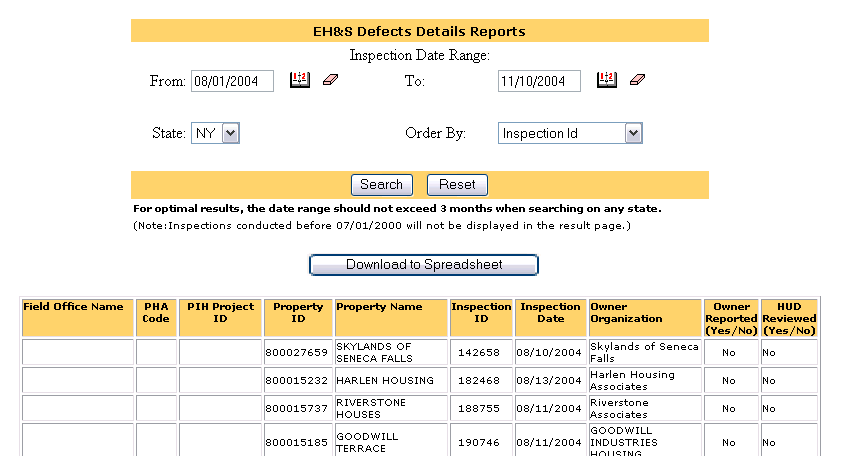 EH&S Defects Details Reports
Inspection Date Range:
From: 08/01/2004 To: 11/10/2004
State: NY Order By: Inspection Id
Search Reset
For optimal results, the date range should not exceed 3 months when searching on any state.
(Note:Inspections conducted before 07/01/2000 will not be displayed in the result page.)
Download to Spreadsheet
Field Office Name PHA Code PIH Project ID Property ID Property Name Inspection ID Inspection Date Owner Organization Owner Reported (Yes/No) HUD Reviewed (Yes/No)
800027659 SKYLANDS OF SENECA FALLS 142658 08/10/2004 Skylands of Seneca Falls No No
800015232 HARLEN HOUSING 182468 08/13/2004 Harlen Housing Associates No No
800015737 RIVERSTONE HOUSES 188755 08/11/2004 Riverstone Associates No No
800015185 GOODWILL TERRACE 190746 08/11/2004 GOODWILL INDUSTRIES HOUSING No No